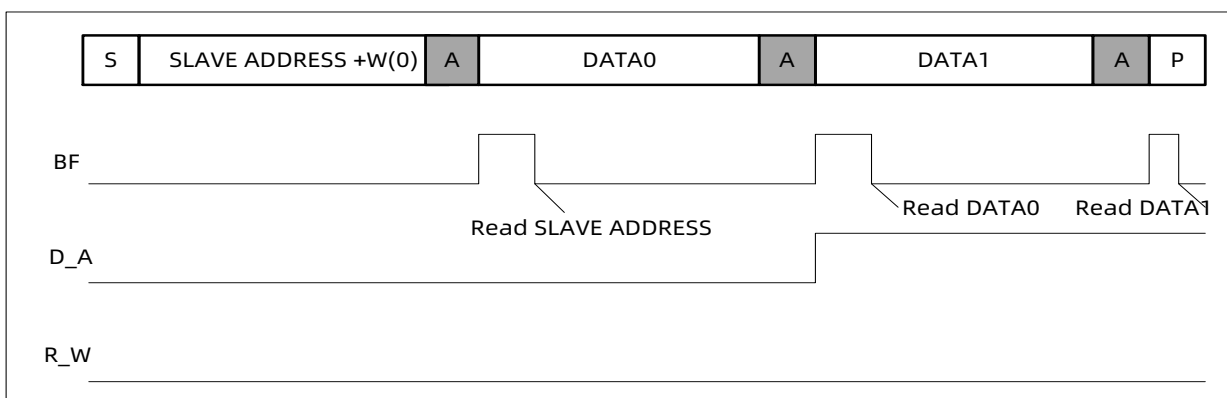 S SLAVE ADDRESS +W(0) A DATA0 A DATA1 A P
BF
Read SLAVE ADDRESS
Read DATA0
Read DATA1
D_A
R_W